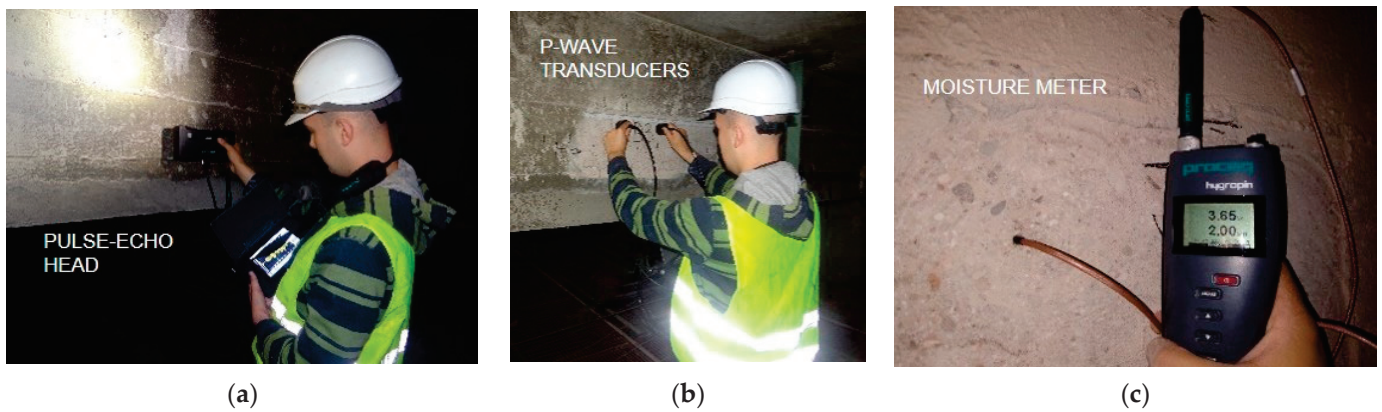 PULSE-ECHO
HEAD
P-WAVE
TRANSDUCERS
MOISTURE METER
proceq
hygropin
3.65
2.00
(a)
(b)
(c)